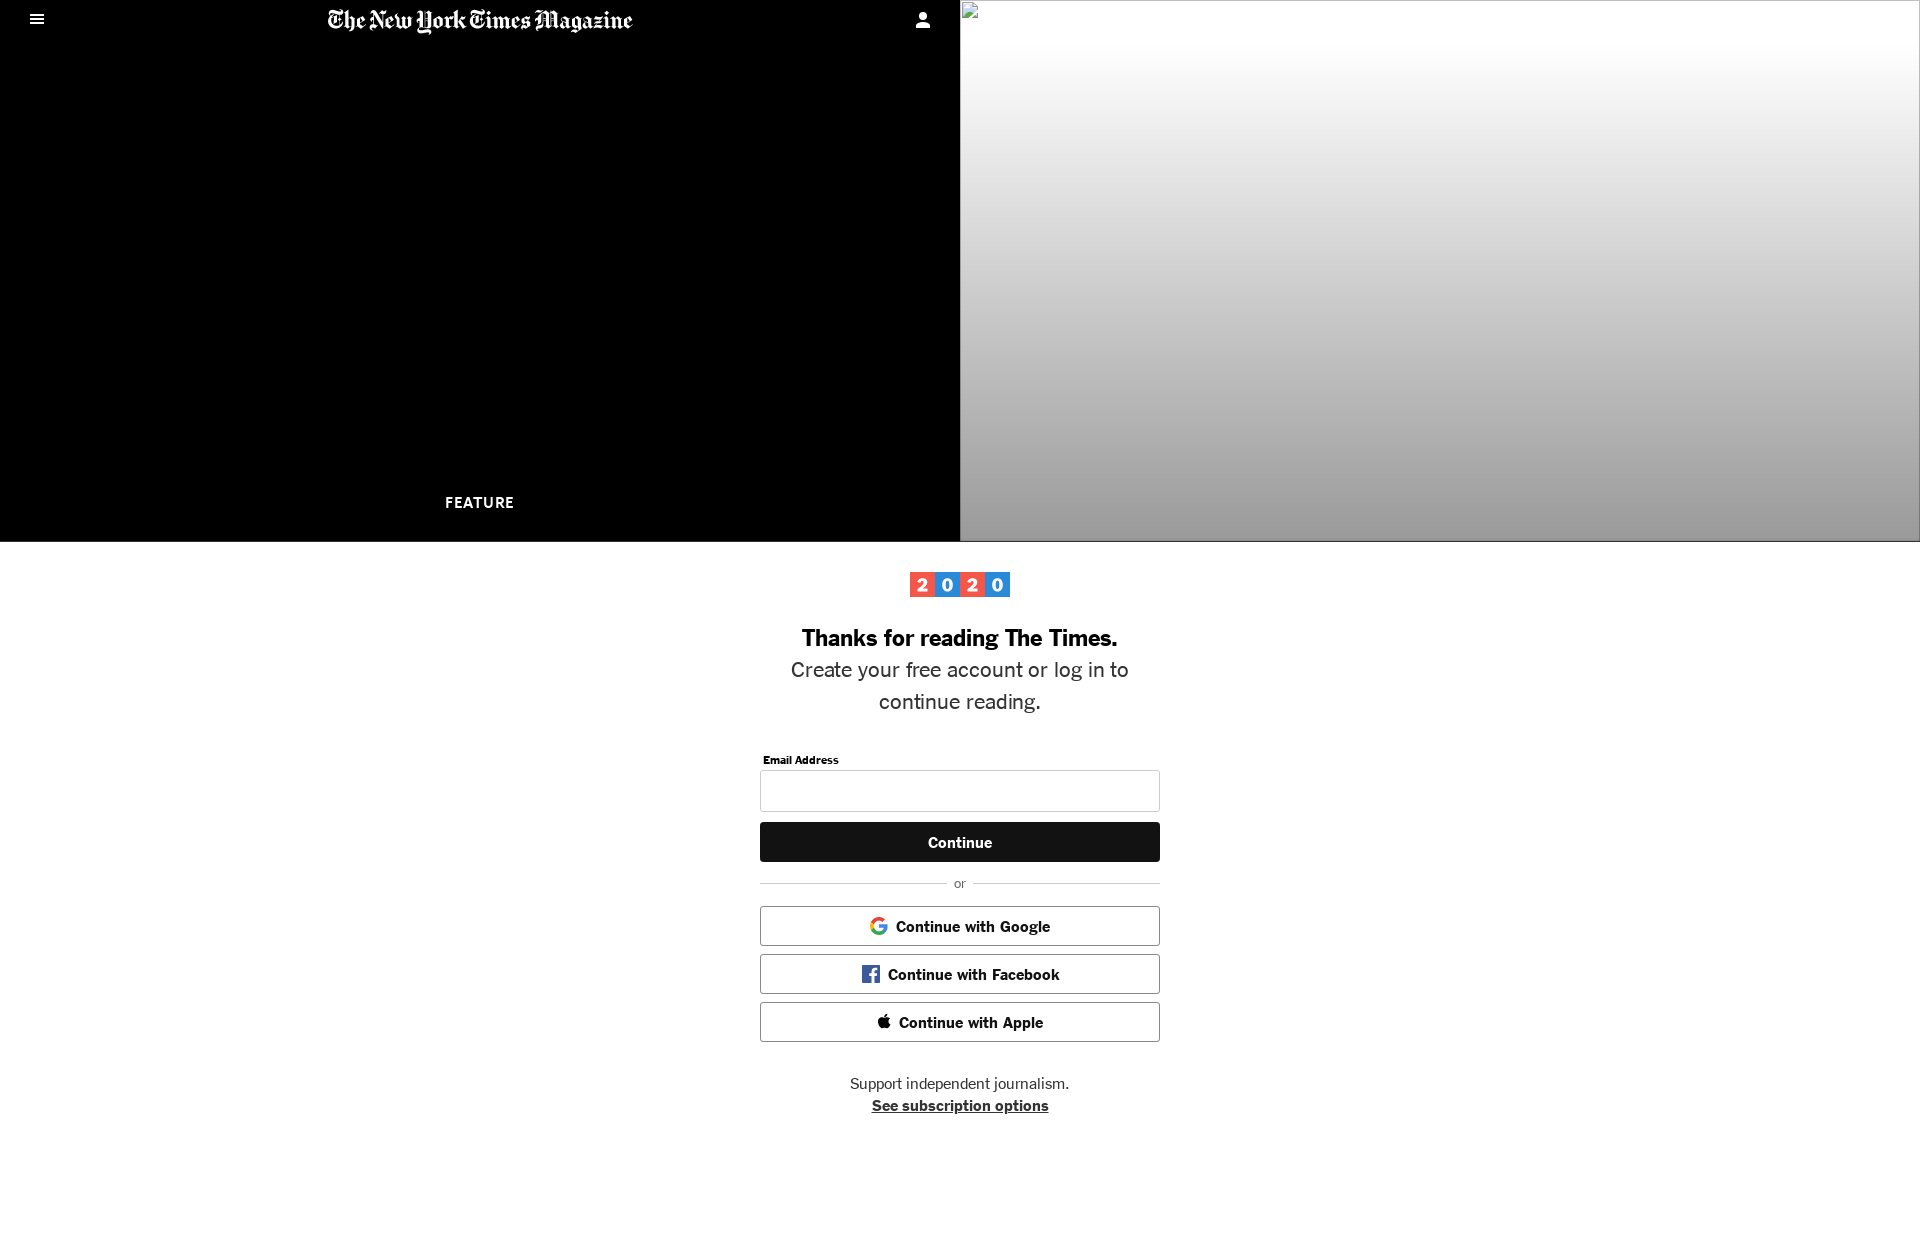 The New York Times Magazine
FEATURE
2020
Thanks for reading The Times.
Create your free account or log in to
continue reading.
Email Address
Continue
or
Continue with Google
Continue with Facebook
Continue with Apple
Support independent journalism.
See subscription options